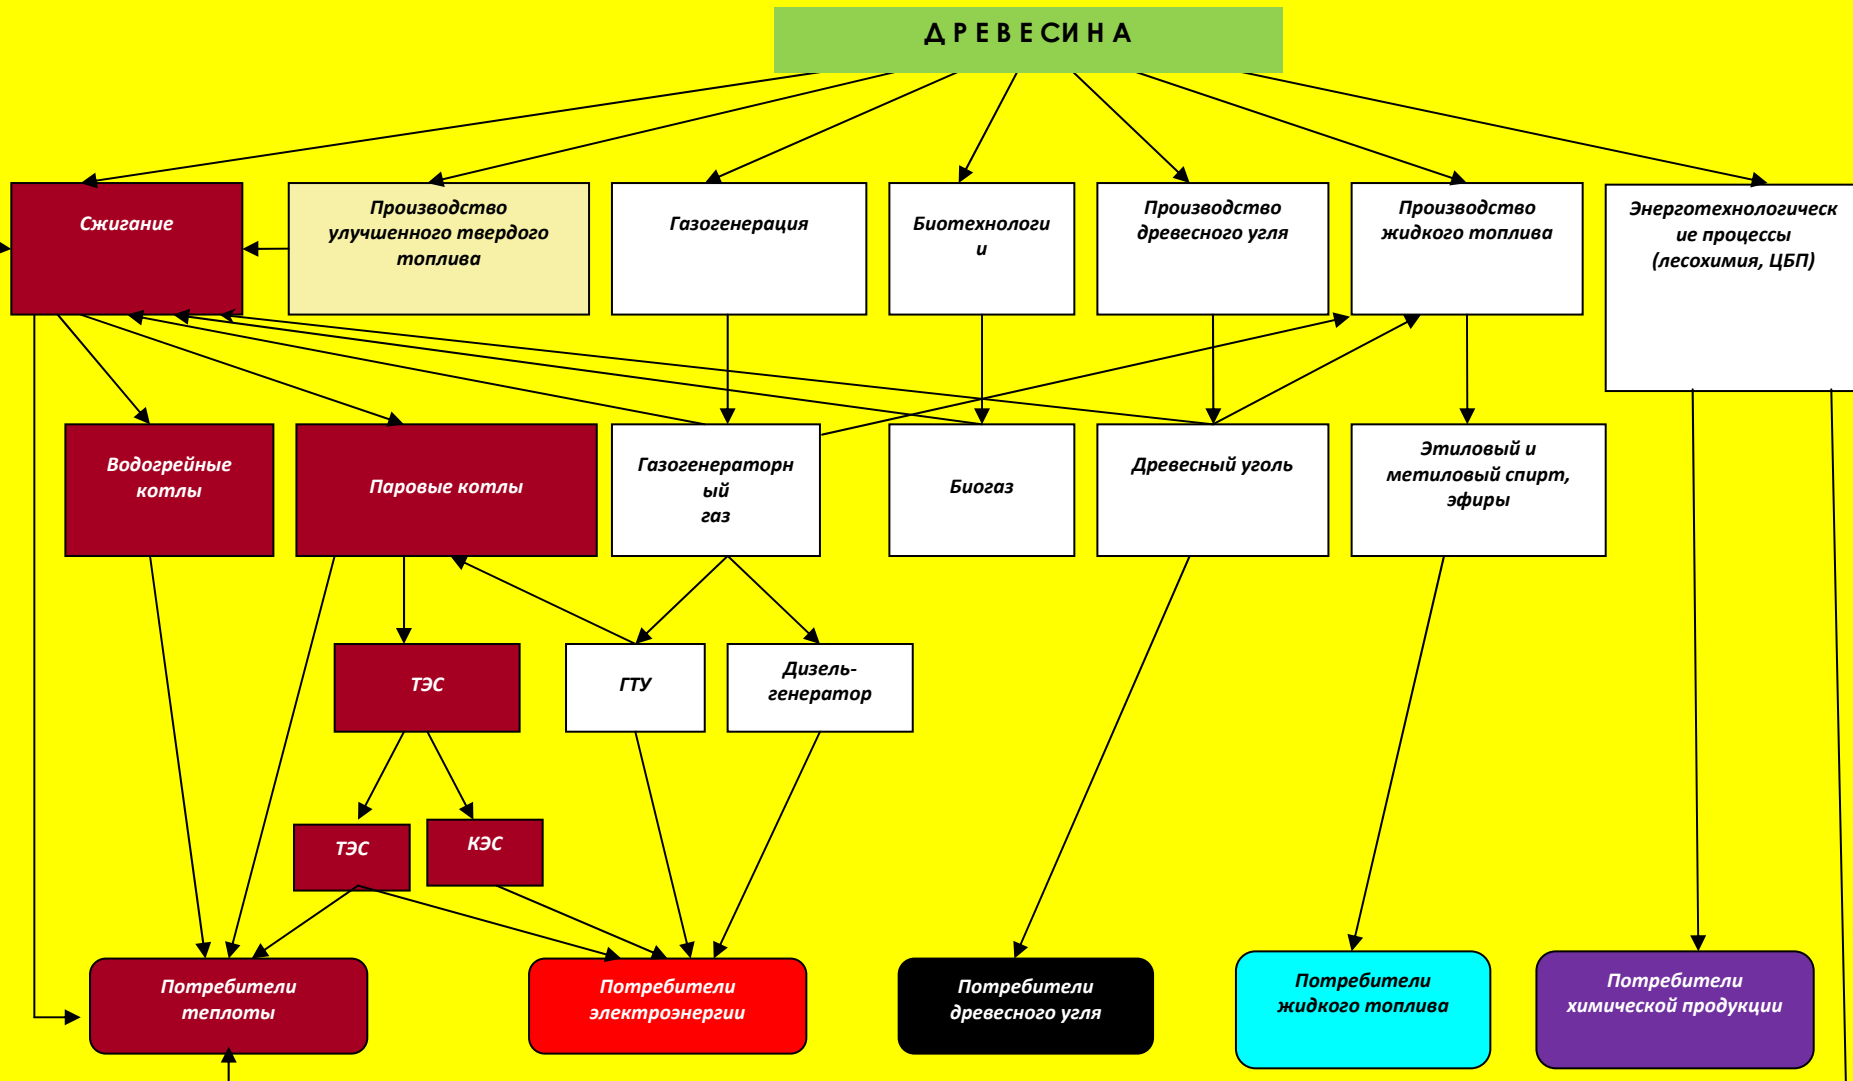 ДРЕВЕСИНА
Сжигание
Производство
улучшенного твердого
топлива
Газогенерация
Биотехнологи
и
Производство
древесного угля
Производство
жидкого топлива
Энерготехнологическ
ие процессы
(лесохимия, ЦБП)
Водогрейные
котлы
Паровые котлы
Газогенераторн
ый
газ
Биогаз
Древесный уголь
Этиловый и
метиловый спирт,
эфиры
ТЭС
ГТУ
Дизель-
генератор
ТЭС
КЭС
Потребители
теплоты
Потребители
электроэнергии
Потребители
древесного угля
Потребители
жидкого топлива
Потребители
химической продукции